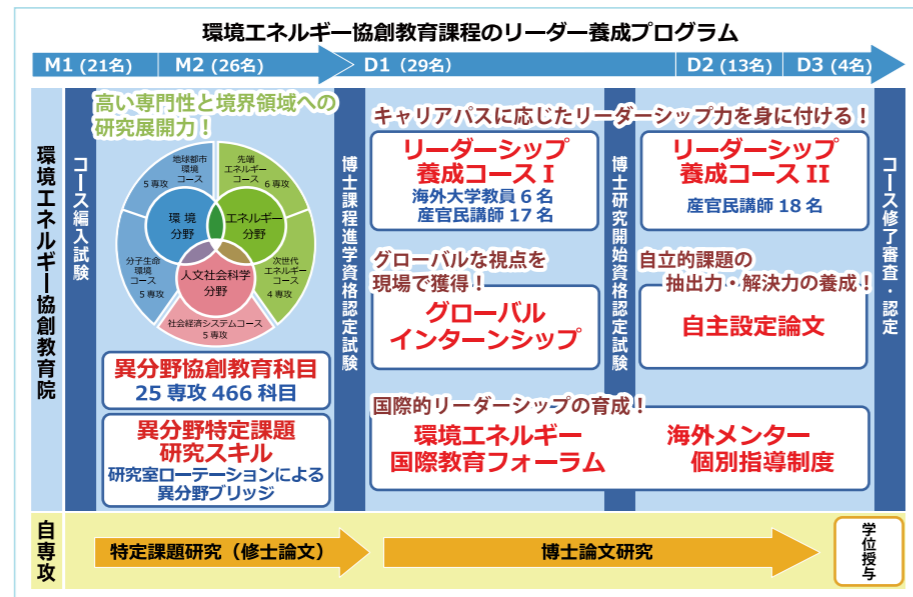 環境エネルギー協創教育課程のリーダー養成プログラム
M1 (21名)
M2 (26名)
D1 (29名)
D2 (13名)
D3 (4名)
環境エネルギー協創教育院
コース編入試験
高い専門性と境界領域への
研究展開力！
地球都市
環境
コース
5専攻
先端
エネルギー
コース
6専攻
環境
分野
エネルギー
分野
分子生命
環境
コース
5専攻
人文社会科学
分野
次世代
エネルギー
コース
4専攻
社会経済システムコース
5専攻
異分野協創教育科目
25専攻466科目
異分野特定課題
研究スキル
研究室ローテーションによる
異分野ブリッジ
博士課程進学資格認定試験
キャリアパスに応じたリーダーシップ力を身に付ける！
リーダーシップ
養成コース I
海外大学教員6名
産官民講師17名
グローバルな視点を
現場で獲得！
グローバル
インターンシップ
博士研究開始資格認定試験
リーダーシップ
養成コース II
産官民講師18名
自立的課題の
抽出力・解決力の養成！
自主設定論文
国際的リーダーシップの育成！
環境エネルギー
国際教育フォーラム
海外メンター
個別指導制度
コース修了審査・認定
自専攻
特定課題研究（修士論文）
博士論文研究
学位授与